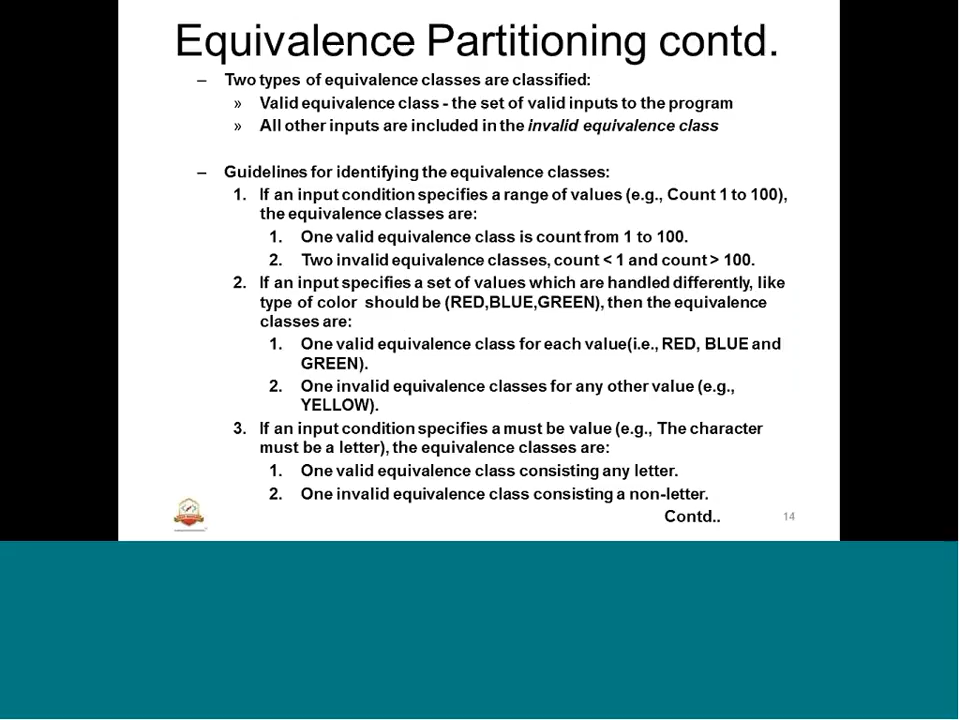 Equivalence Partitioning contd.
– Two types of equivalence classes are classified:
» Valid equivalence class - the set of valid inputs to the program
» All other inputs are included in the invalid equivalence class
– Guidelines for identifying the equivalence classes:
1. If an input condition specifies a range of values (e.g., Count 1 to 100),
the equivalence classes are:
1. One valid equivalence class is count from 1 to 100.
2. Two invalid equivalence classes, count < 1 and count > 100.
2. If an input specifies a set of values which are handled differently, like
type of color should be (RED,BLUE,GREEN), then the equivalence
classes are:
1. One valid equivalence class for each value(i.e., RED, BLUE and
GREEN).
2. One invalid equivalence classes for any other value (e.g.,
YELLOW).
3. If an input condition specifies a must be value (e.g., The character
must be a letter), the equivalence classes are:
1. One valid equivalence class consisting any letter.
2. One invalid equivalence class consisting a non-letter.
Contd..
14